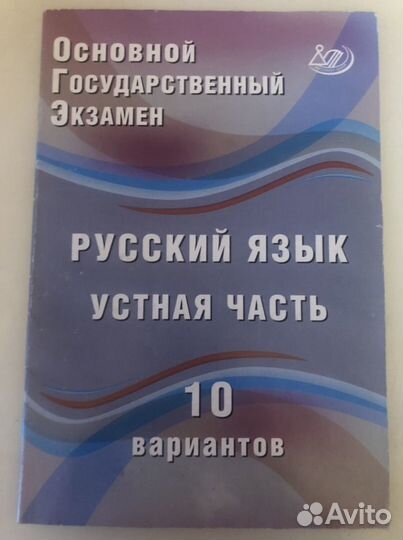 Основной
Государственный
Экзамен
Русский язык
устная часть
10
вариантов
Avito